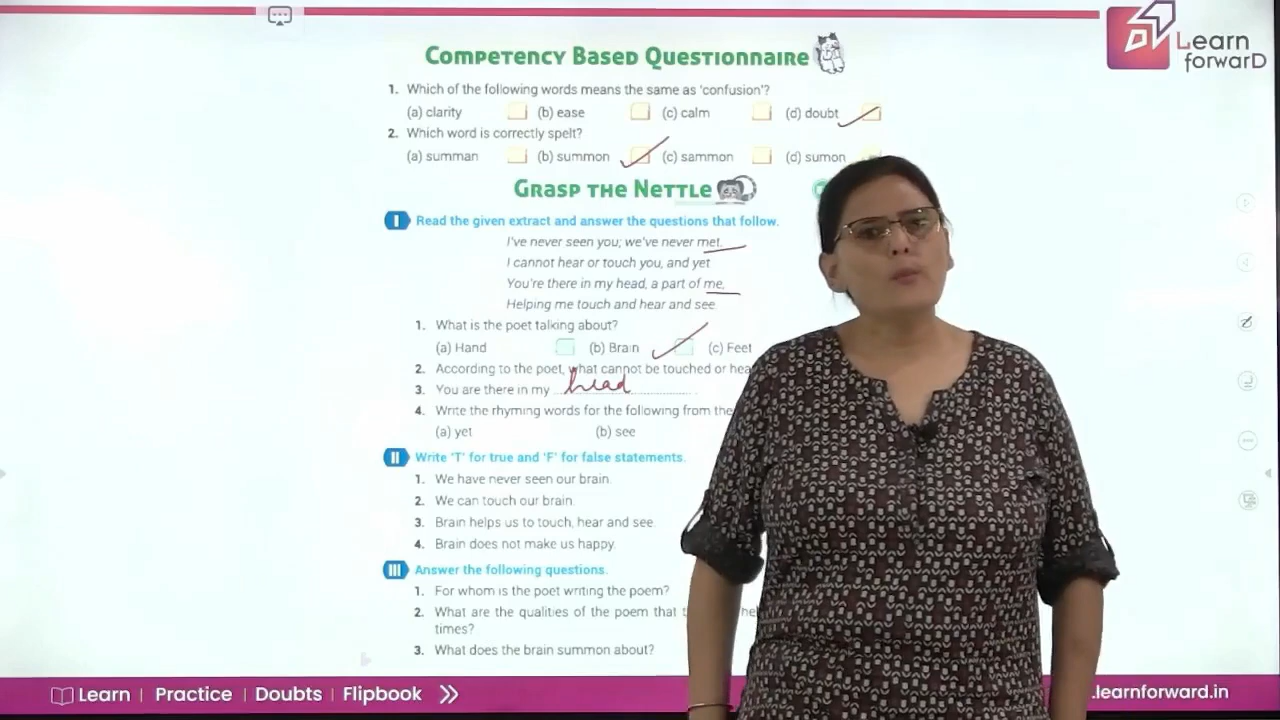 Learn
forwarD
Competency Based Questionnaire
1. Which of the following words means the same as 'confusion'?
(a) clarity (b) ease (c) calm (d) doubt
2. Which word is correctly spelt?
(a) summan (b) summon (c) sammon (d) sumon
Grasp the Nettle
I Read the given extract and answer the questions that follow.
I've never seen you; we've never met.
I cannot hear or touch you, and yet
You're there in my head, a part of me,
Helping me touch and hear and see.
1. What is the poet talking about?
(a) Hand (b) Brain (c) Feet
2. According to the poet, what cannot be touched or
3. You are there in my head
4. Write the rhyming words for the following from the
(a) yet (b) see
II Write 'T' for true and 'F' for false statements.
1. We have never seen our brain.
2. We can touch our brain.
3. Brain helps us to touch, hear and see.
4. Brain does not make us happy.
III Answer the following questions.
1. For whom is the poet writing the poem?
2. What are the qualities of the poem that
times?
3. What does the brain summon about?
Learn | Practice | Doubts | Flipbook
.learnforward.in